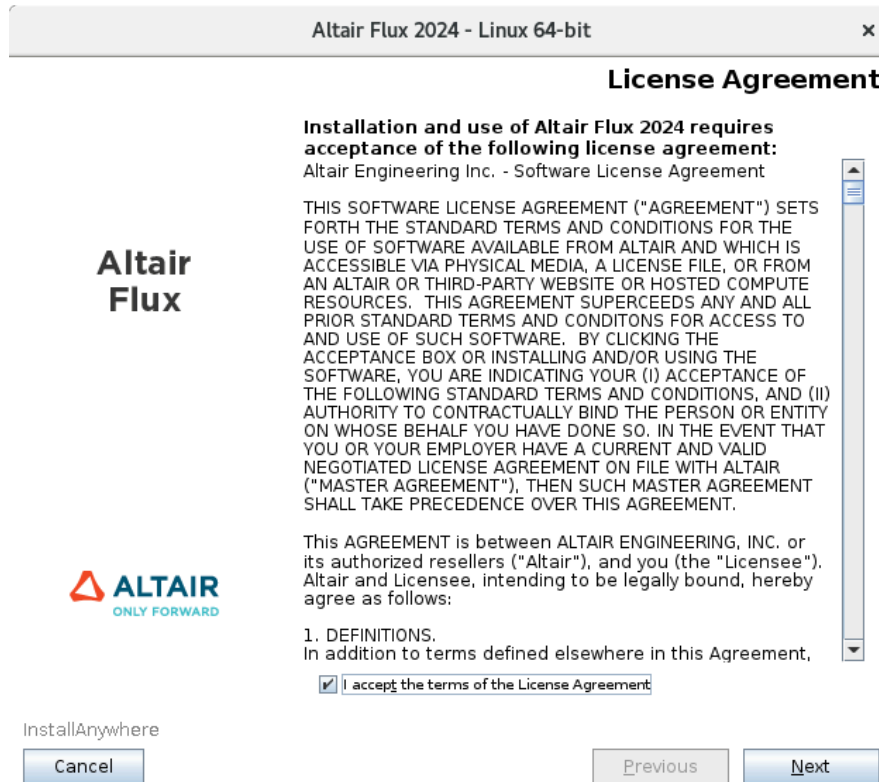 Altair Flux 2024 - Linux 64-bit
×
License Agreement
Installation and use of Altair Flux 2024 requires
acceptance of the following license agreement:
Altair Engineering Inc. - Software License Agreement
THIS SOFTWARE LICENSE AGREEMENT ("AGREEMENT") SETS
FORTH THE STANDARD TERMS AND CONDITIONS FOR THE
USE OF SOFTWARE AVAILABLE FROM ALTAIR AND WHICH IS
ACCESSIBLE VIA PHYSICAL MEDIA, A LICENSE FILE, OR FROM
AN ALTAIR OR THIRD-PARTY WEBSITE OR HOSTED COMPUTE
RESOURCES.  THIS AGREEMENT SUPERCEEDS ANY AND ALL
PRIOR STANDARD TERMS AND CONDITONS FOR ACCESS TO
AND USE OF SUCH SOFTWARE.  BY CLICKING THE
ACCEPTANCE BOX OR INSTALLING AND/OR USING THE
SOFTWARE, YOU ARE INDICATING YOUR (I) ACCEPTANCE OF
THE FOLLOWING STANDARD TERMS AND CONDITIONS, AND (II)
AUTHORITY TO CONTRACTUALLY BIND THE PERSON OR ENTITY
ON WHOSE BEHALF YOU HAVE DONE SO. IN THE EVENT THAT
YOU OR YOUR EMPLOYER HAVE A CURRENT AND VALID
NEGOTIATED LICENSE AGREEMENT ON FILE WITH ALTAIR
("MASTER AGREEMENT"), THEN SUCH MASTER AGREEMENT
SHALL TAKE PRECEDENCE OVER THIS AGREEMENT.
This AGREEMENT is between ALTAIR ENGINEERING, INC. or
its authorized resellers ("Altair"), and you (the "Licensee").
Altair and Licensee, intending to be legally bound, hereby
agree as follows:
1. DEFINITIONS.
In addition to terms defined elsewhere in this Agreement,
I accept the terms of the License Agreement
Altair
Flux
ALTAIR
ONLY FORWARD
InstallAnywhere
Cancel
Previous
Next